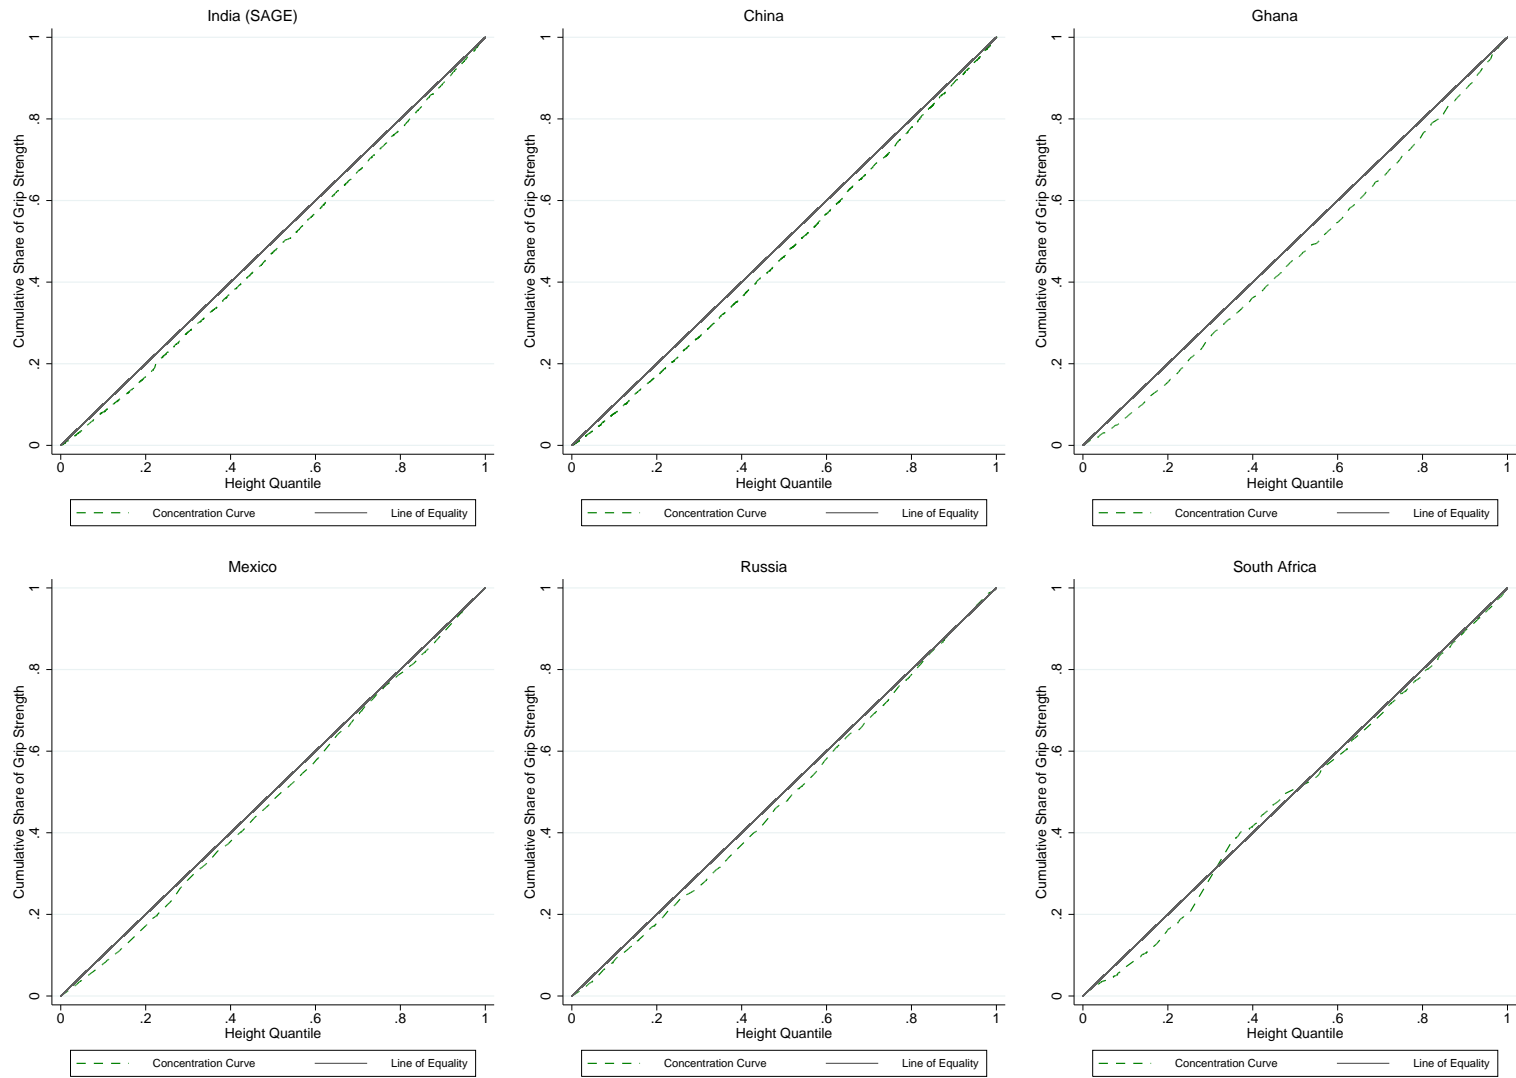 India (SAGE)
Cumulative Share of Grip Strength
1
.8
.6
.4
.2
0
0 .2 .4 .6 .8 1
Height Quantile
Concentration Curve Line of Equality
China
Cumulative Share of Grip Strength
1
.8
.6
.4
.2
0
0 .2 .4 .6 .8 1
Height Quantile
Concentration Curve Line of Equality
Ghana
Cumulative Share of Grip Strength
1
.8
.6
.4
.2
0
0 .2 .4 .6 .8 1
Height Quantile
Concentration Curve Line of Equality
Mexico
Cumulative Share of Grip Strength
1
.8
.6
.4
.2
0
0 .2 .4 .6 .8 1
Height Quantile
Concentration Curve Line of Equality
Russia
Cumulative Share of Grip Strength
1
.8
.6
.4
.2
0
0 .2 .4 .6 .8 1
Height Quantile
Concentration Curve Line of Equality
South Africa
Cumulative Share of Grip Strength
1
.8
.6
.4
.2
0
0 .2 .4 .6 .8 1
Height Quantile
Concentration Curve Line of Equality